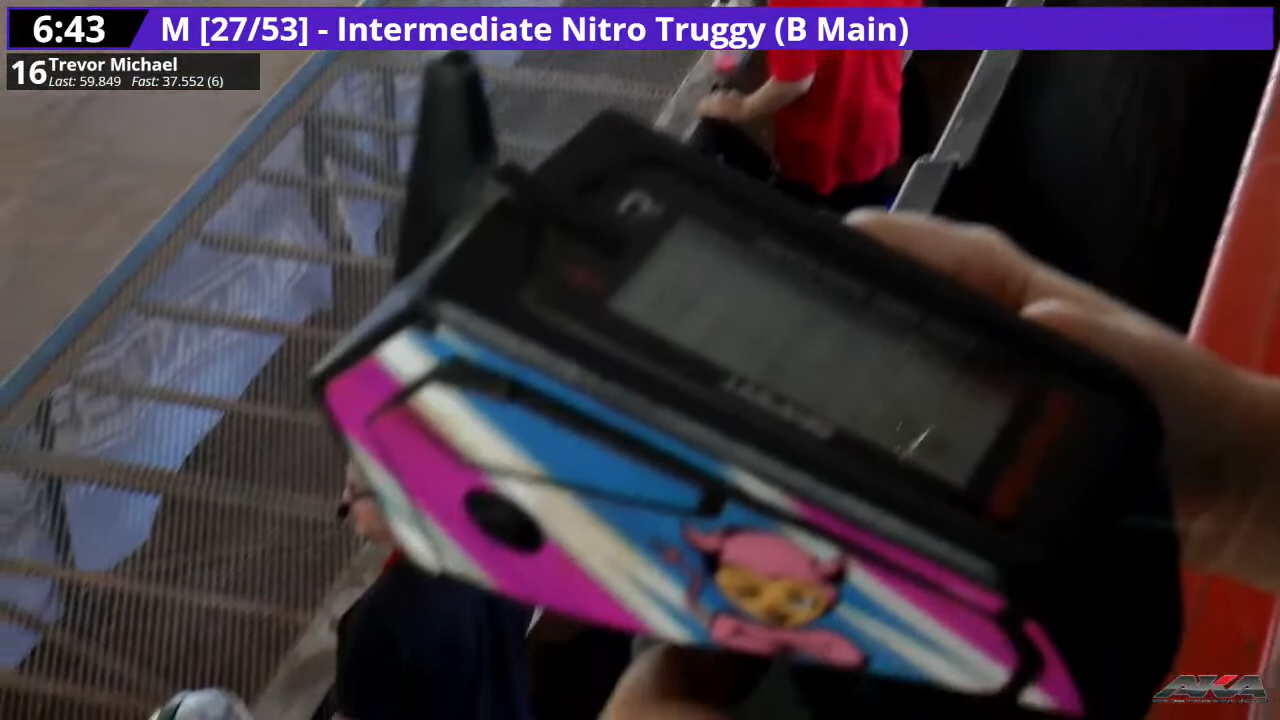 6:43
M [27/53] - Intermediate Nitro Truggy (B Main)
16 Trevor Michael
Last: 59.849 Fast: 37.552 (6)
AKA